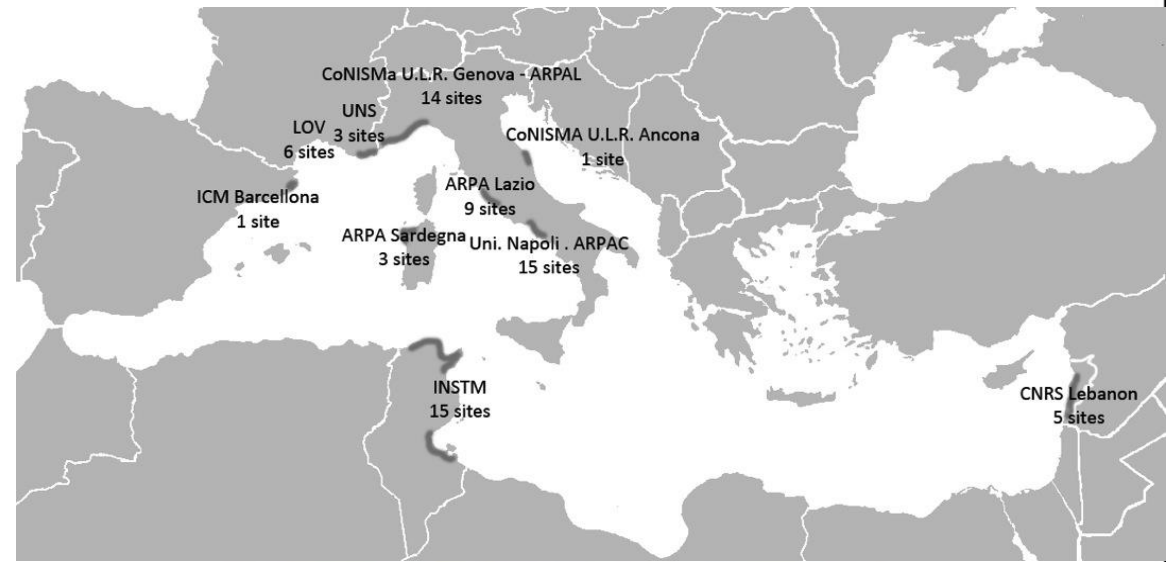 CoNISMa U.L.R. Genova - ARPAL
14 sites
UNS
3 sites
LOV
6 sites
CoNISMA U.L.R. Ancona
1 site
ICM Barcellona
1 site
ARPA Lazio
9 sites
ARPA Sardegna
3 sites
Uni. Napoli . ARPAC
15 sites
INSTM
15 sites
CNRS Lebanon
5 sites